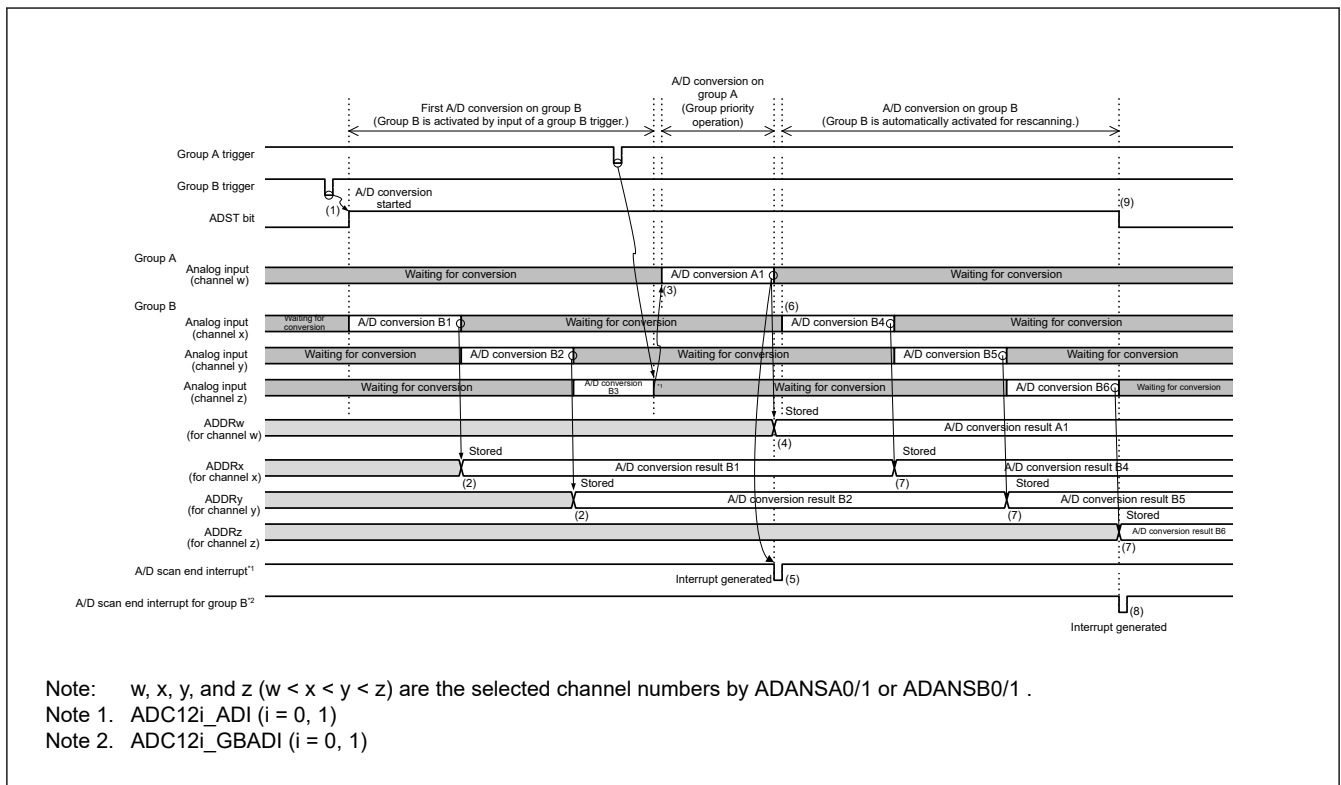 A/D conversion on
group A
(Group priority
operation)
First A/D conversion on group B
(Group B is activated by input of a group B trigger.)
A/D conversion on group B
(Group B is automatically activated for rescanning.)
Group A trigger
Group B trigger
(1)
A/D conversion
started
ADST bit
(9)
Group A
Analog input
(channel w)
Waiting for conversion
A/D conversion A1
Waiting for conversion
(3)
Group B
(6)
Analog input
(channel x)
Waiting for
conversion
A/D conversion B1
Waiting for conversion
A/D conversion B4
Waiting for conversion
Analog input
(channel y)
Waiting for conversion
A/D conversion B2
Waiting for conversion
A/D conversion B5
Waiting for conversion
Analog input
(channel z)
Waiting for conversion
A/D conversion
B3
*1
Waiting for conversion
A/D conversion B6
Waiting for conversion
Stored
ADDRw
(for channel w)
A/D conversion result A1
(4)
Stored
ADDRx
(for channel x)
A/D conversion result B1
A/D conversion result B4
(2)
(7)
Stored
Stored
ADDRy
(for channel y)
A/D conversion result B2
A/D conversion result B5
(2)
(7)
Stored
ADDRz
(for channel z)
A/D conversion result B6
(7)
A/D scan end interrupt*1
Interrupt generated
(5)
A/D scan end interrupt for group B*2
(8)
Interrupt generated
Note: w, x, y, and z (w < x < y < z) are the selected channel numbers by ADANSA0/1 or ADANSB0/1 .
Note 1. ADC12i_ADI (i = 0, 1)
Note 2. ADC12i_GBADI (i = 0, 1)